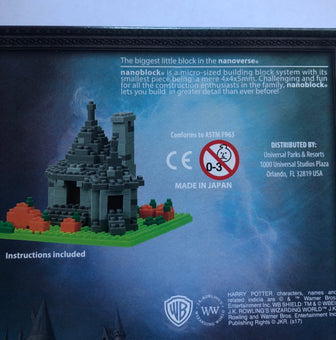 The biggest little block in the nanoverse®
nanoblock® is a micro-sized building block system with its
smallest piece being a mere 4x4x5mm. Challenging and fun
for all the construction enthusiasts in the family, nanoblock®
lets you build in greater detail than ever before!
Conforms to ASTM F963
CE
0-3
MADE IN JAPAN
DISTRIBUTED BY:
Universal Parks & Resorts
1000 Universal Studios Plaza
Orlando, FL 32819 USA
Instructions included
WB
WW
HARRY POTTER characters, names and
related indicia are © & ™ Warner Bros.
Entertainment Inc. WB SHIELD: TM & © WBEI
J.K. ROWLING'S WIZARDING WORLD ™ J.K.
Rowling and Warner Bros. Entertainment Inc
Publishing Rights © JKR. (s17)